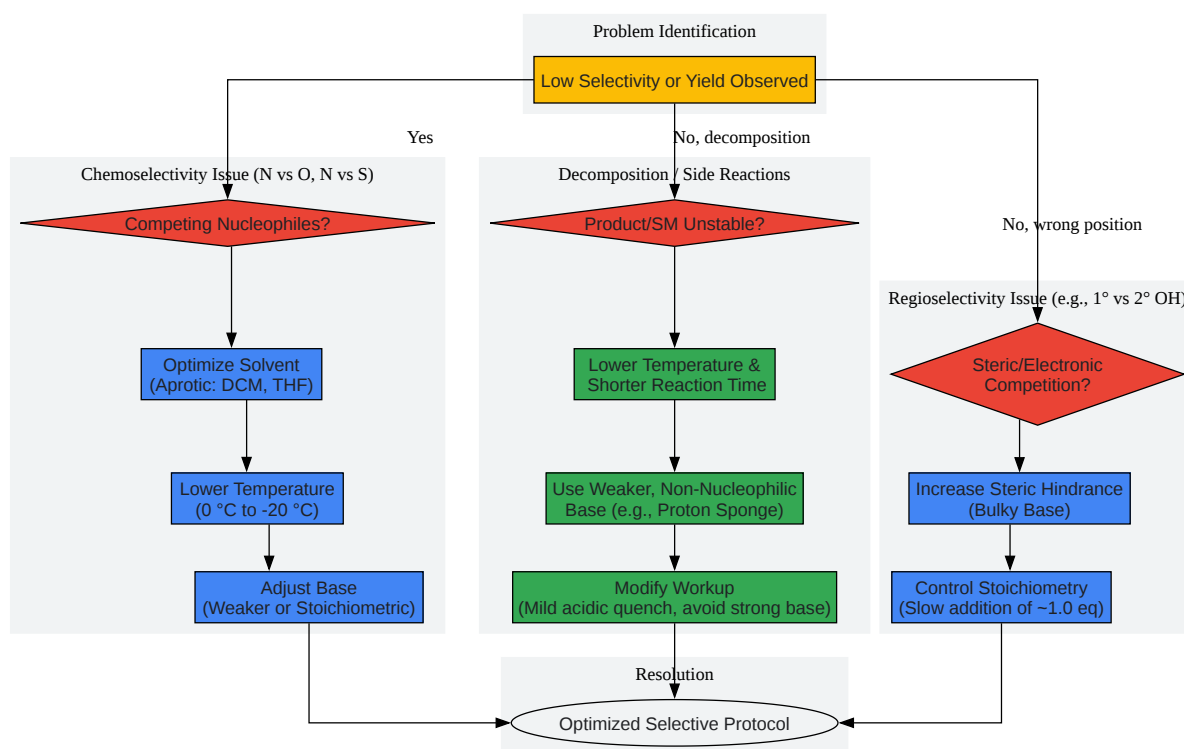 Problem Identification
Low Selectivity or Yield Observed
Yes
No, decomposition
No, wrong position
Chemoselectivity Issue (N vs O, N vs S)
Competing Nucleophiles?
Optimize Solvent
(Aprotic: DCM, THF)
Lower Temperature
(0 °C to -20 °C)
Adjust Base
(Weaker or Stoichiometric)
Decomposition / Side Reactions
Product/SM Unstable?
Lower Temperature &
Shorter Reaction Time
Use Weaker, Non-Nucleophilic
Base (e.g., Proton Sponge)
Modify Workup
(Mild acidic quench, avoid strong base)
Regioselectivity Issue (e.g., 1° vs 2° OH)
Steric/Electronic
Competition?
Increase Steric Hindrance
(Bulky Base)
Control Stoichiometry
(Slow addition of ~1.0 eq)
Resolution
Optimized Selective Protocol